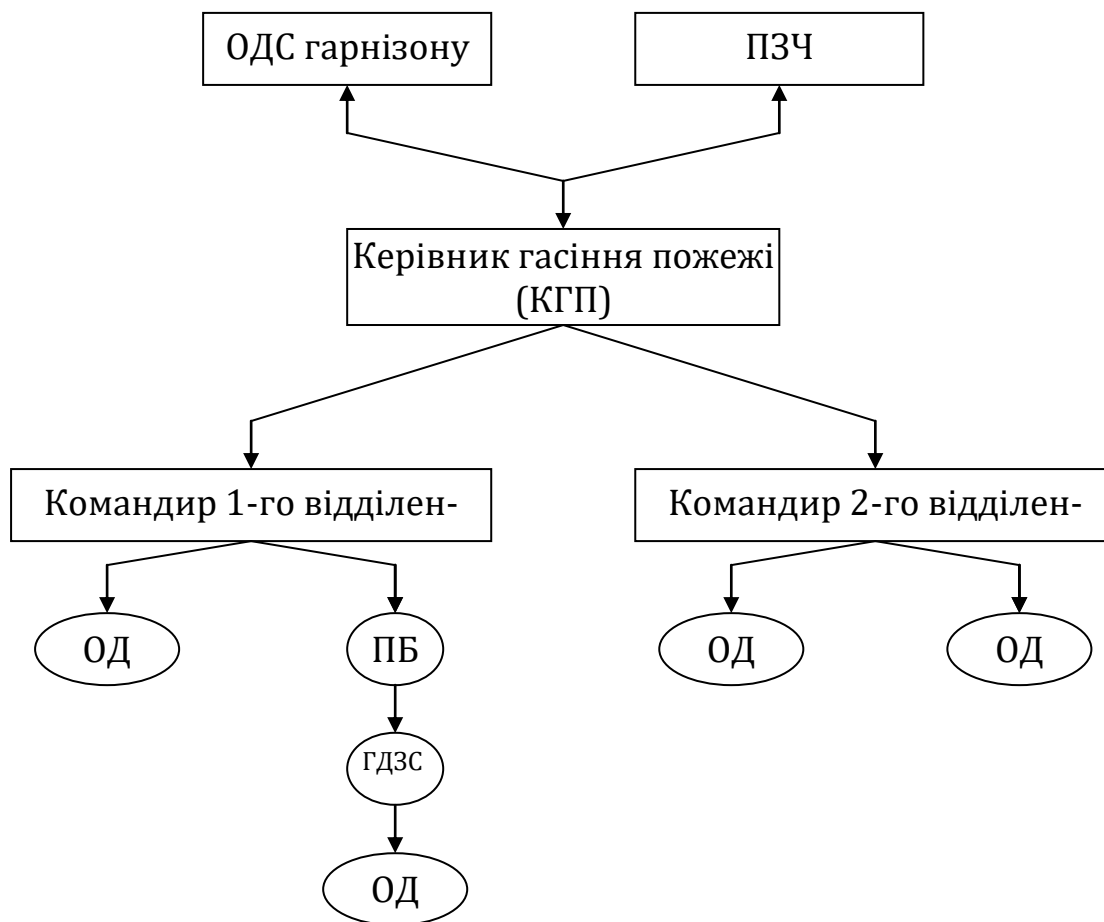 ОДС гарнізону
ПЗЧ
Керівник гасіння пожежі
(КГП)
Командир 1-го відділен-
Командир 2-го відділен-
ОД
ПБ
ОД
ОД
ГДЗС
ОД